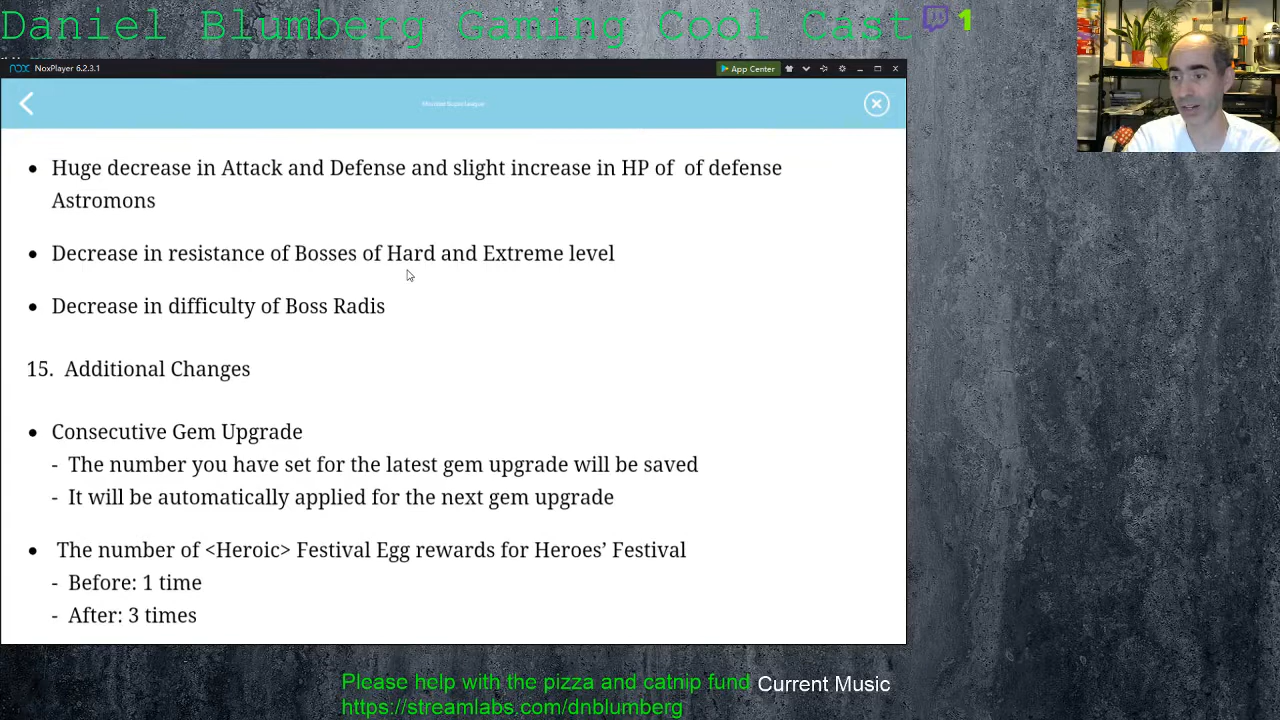 Daniel Blumberg Gaming Cool Cast 1
nox NoxPlayer 6.2.3.1 App Center
Monster Super League
• Huge decrease in Attack and Defense and slight increase in HP of  of defense
Astromons
• Decrease in resistance of Bosses of Hard and Extreme level
• Decrease in difficulty of Boss Radis
15.  Additional Changes
• Consecutive Gem Upgrade
-  The number you have set for the latest gem upgrade will be saved
-  It will be automatically applied for the next gem upgrade
• The number of <Heroic> Festival Egg rewards for Heroes’ Festival
-  Before: 1 time
-  After: 3 times
Please help with the pizza and catnip fund Current Music
https://streamlabs.com/dnblumberg